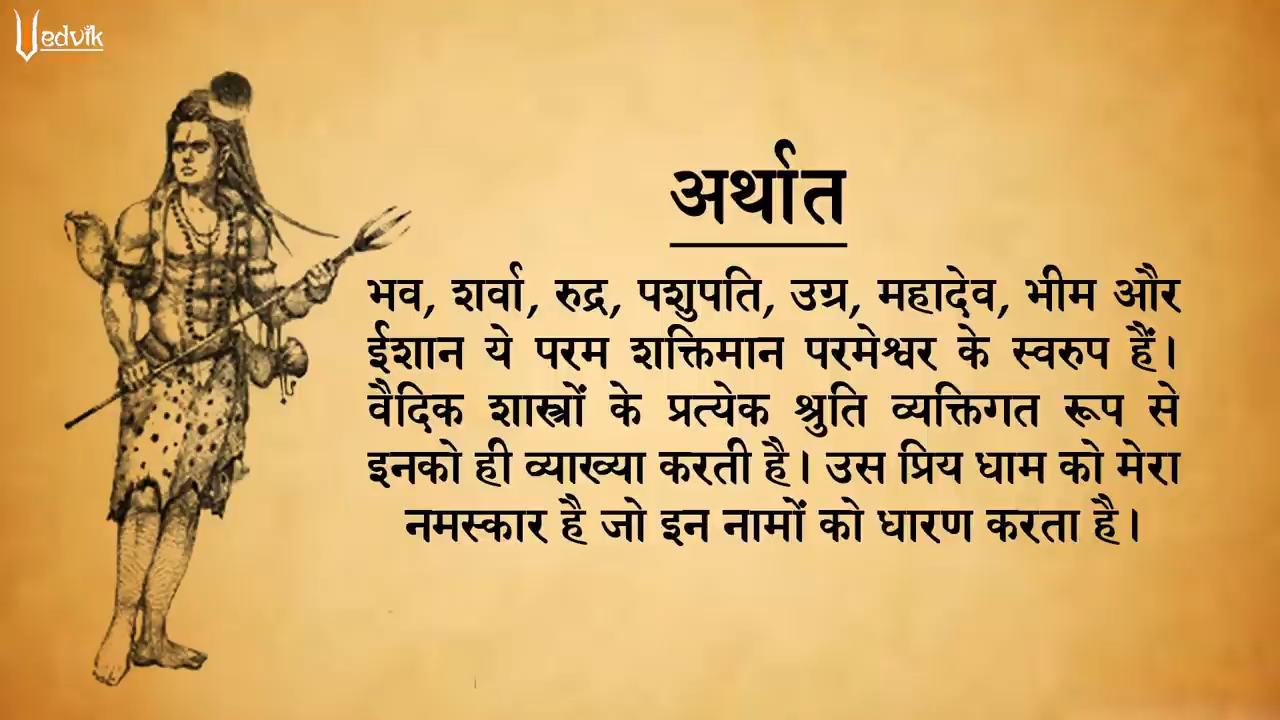 Vedvik
अर्थात
भव, शर्वा, रुद्र, पशुपति, उग्र, महादेव, भीम और
ईशान ये परम शक्तिमान परमेश्वर के स्वरुप हैं।
वैदिक शास्त्रों के प्रत्येक श्रुति व्यक्तिगत रूप से
इनको ही व्याख्या करती है। उस प्रिय धाम को मेरा
नमस्कार है जो इन नामों को धारण करता है।